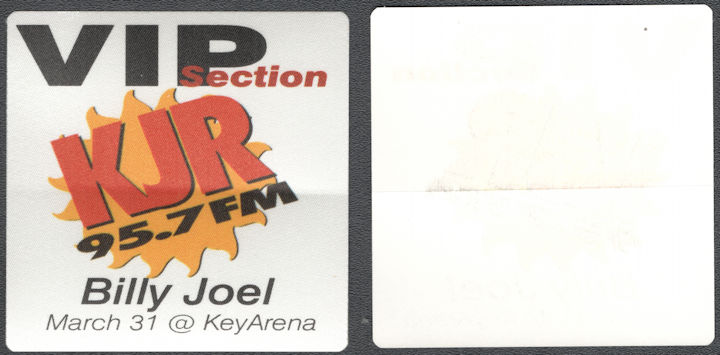 VIP
Section
KJR
95.7 FM
Billy Joel
March 31 @ KeyArena